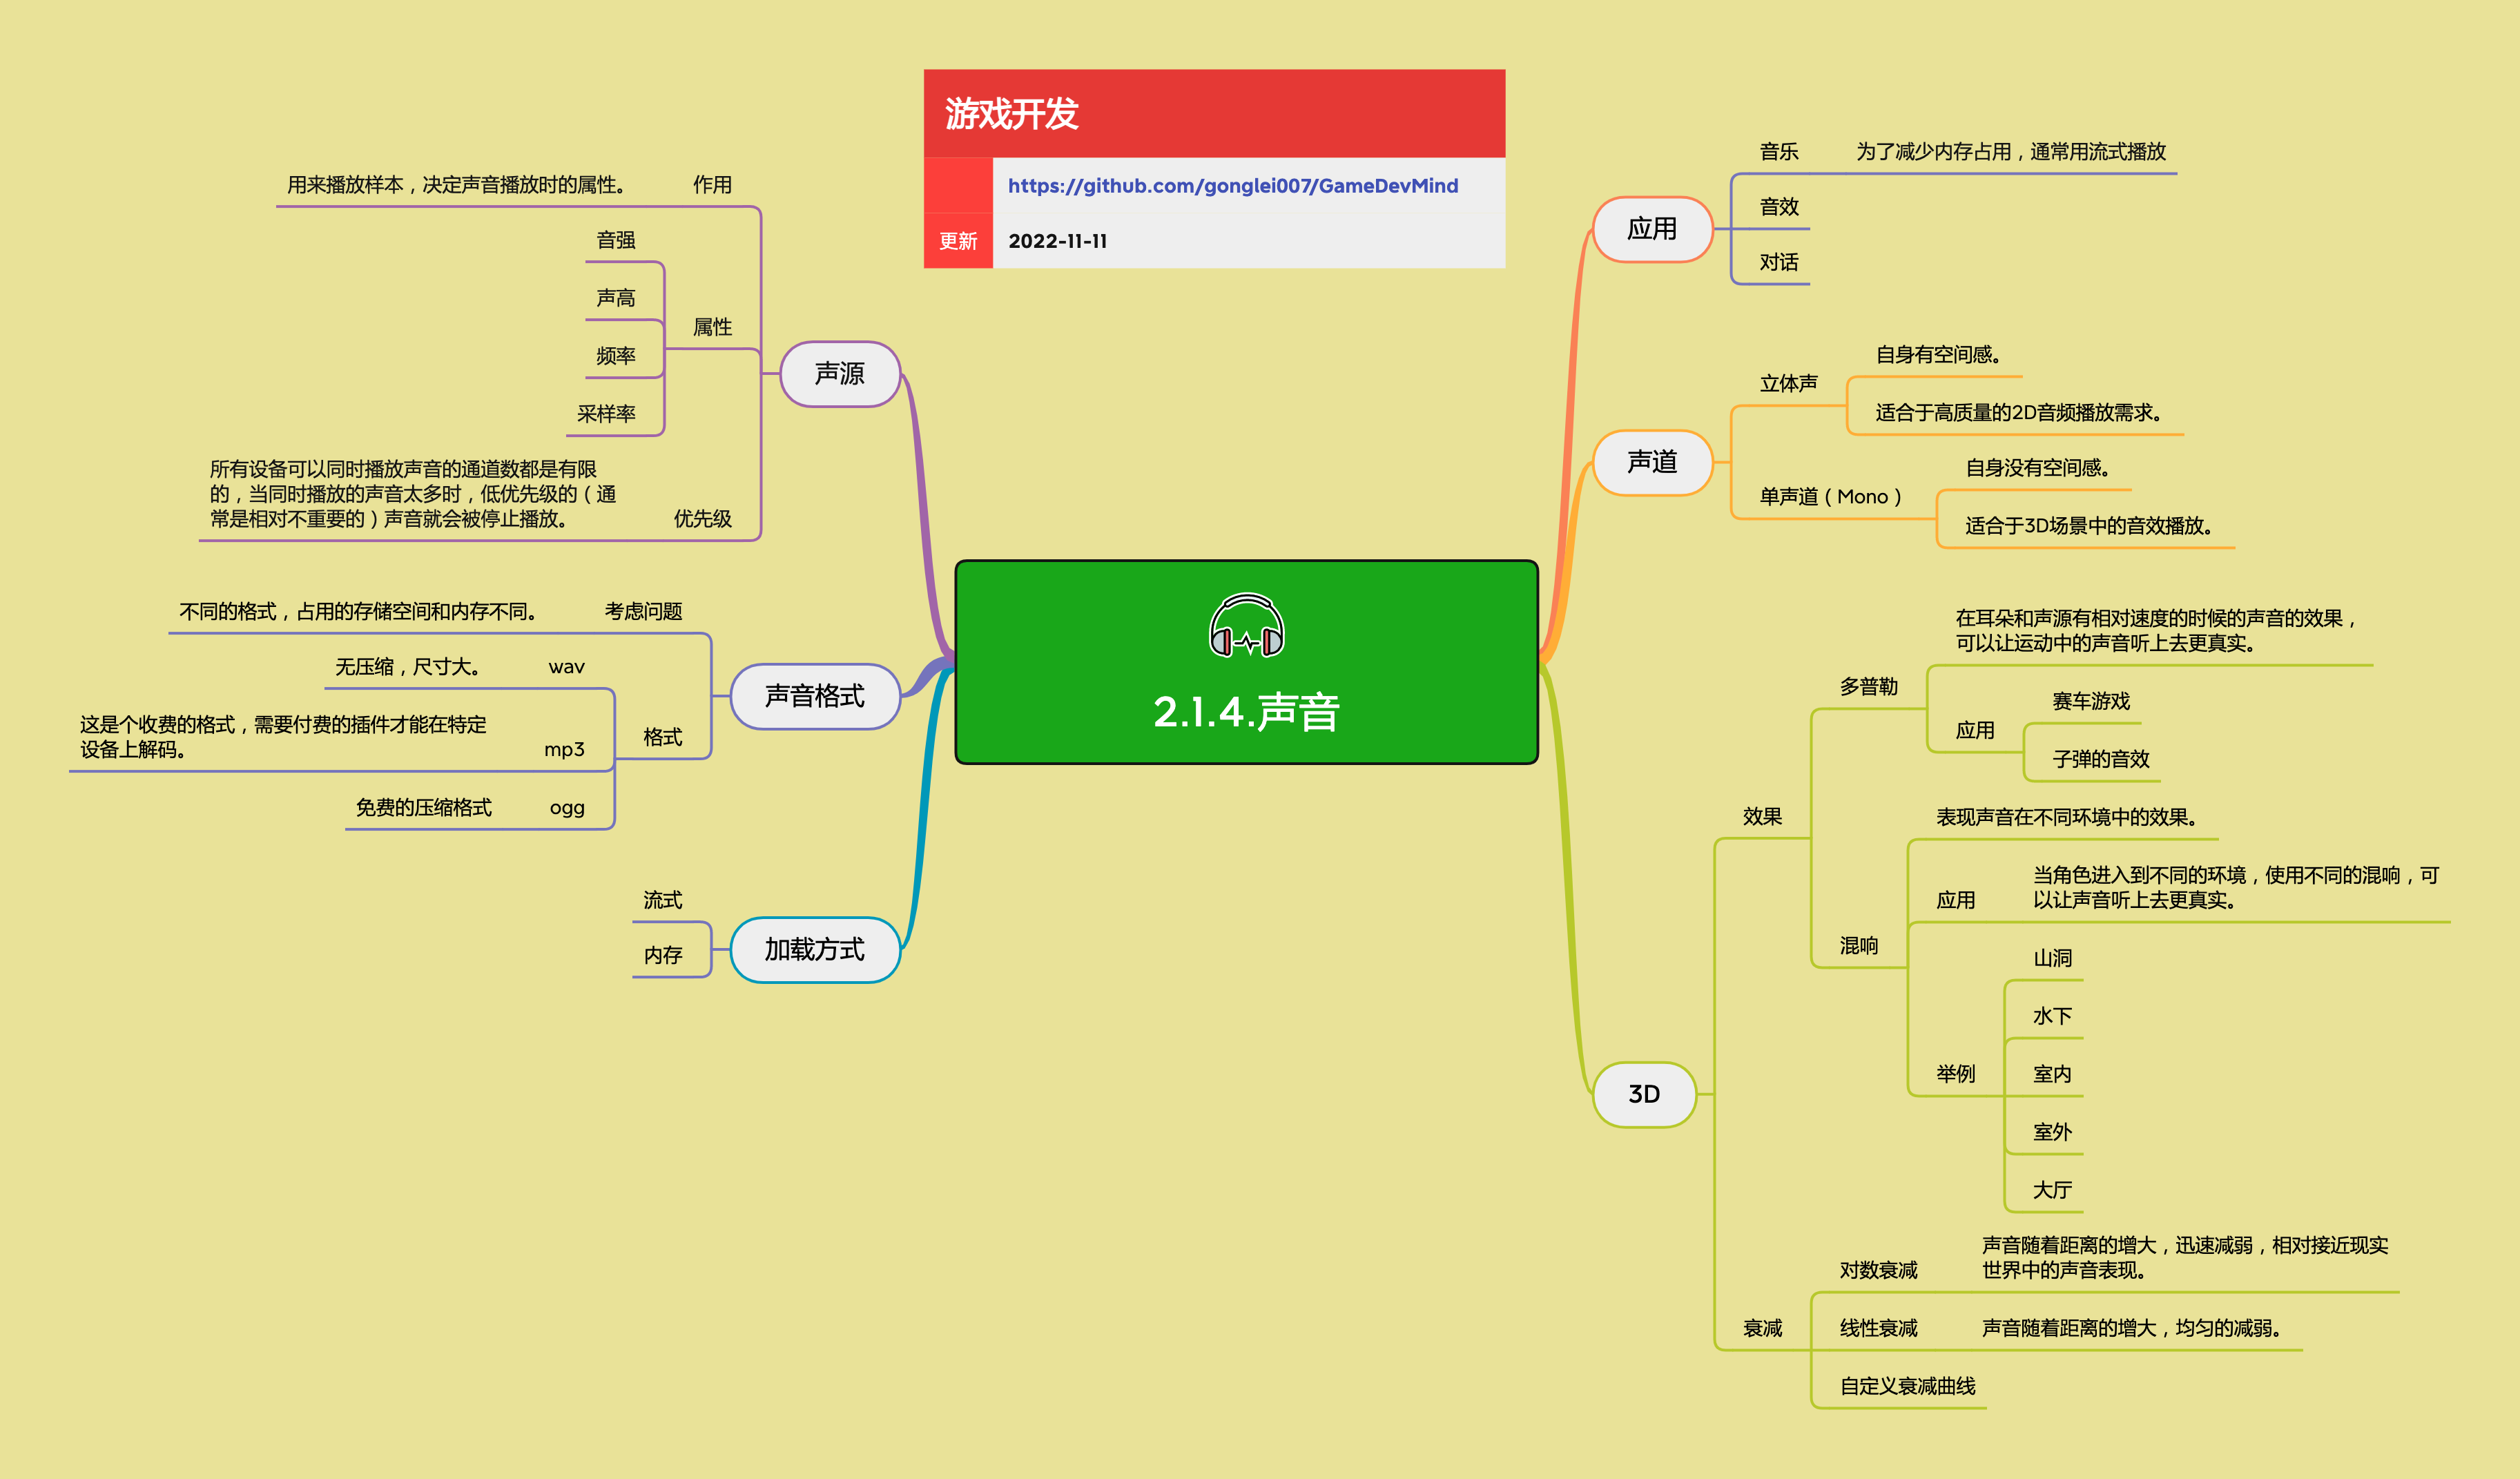 游戏开发
https://github.com/gonglei007/GameDevMind
更新
2022-11-11
2.1.4.声音
应用
音乐
为了减少内存占用，通常用流式播放
音效
对话
声道
立体声
自身有空间感。
适合于高质量的2D音频播放需求。
单声道（Mono）
自身没有空间感。
适合于3D场景中的音效播放。
3D
效果
多普勒
在耳朵和声源有相对速度的时候的声音的效果，
可以让运动中的声音听上去更真实。
应用
赛车游戏
子弹的音效
混响
表现声音在不同环境中的效果。
应用
当角色进入到不同的环境，使用不同的混响，可
以让声音听上去更真实。
举例
山洞
水下
室内
室外
大厅
衰减
对数衰减
声音随着距离的增大，迅速减弱，相对接近现实
世界中的声音表现。
线性衰减
声音随着距离的增大，均匀的减弱。
自定义衰减曲线
声源
作用
用来播放样本，决定声音播放时的属性。
属性
音强
声高
频率
采样率
优先级
所有设备可以同时播放声音的通道数都是有限
的，当同时播放的声音太多时，低优先级的（通
常是相对不重要的）声音就会被停止播放。
声音格式
考虑问题
不同的格式，占用的存储空间和内存不同。
格式
wav
无压缩，尺寸大。
mp3
这是个收费的格式，需要付费的插件才能在特定
设备上解码。
ogg
免费的压缩格式
加载方式
流式
内存